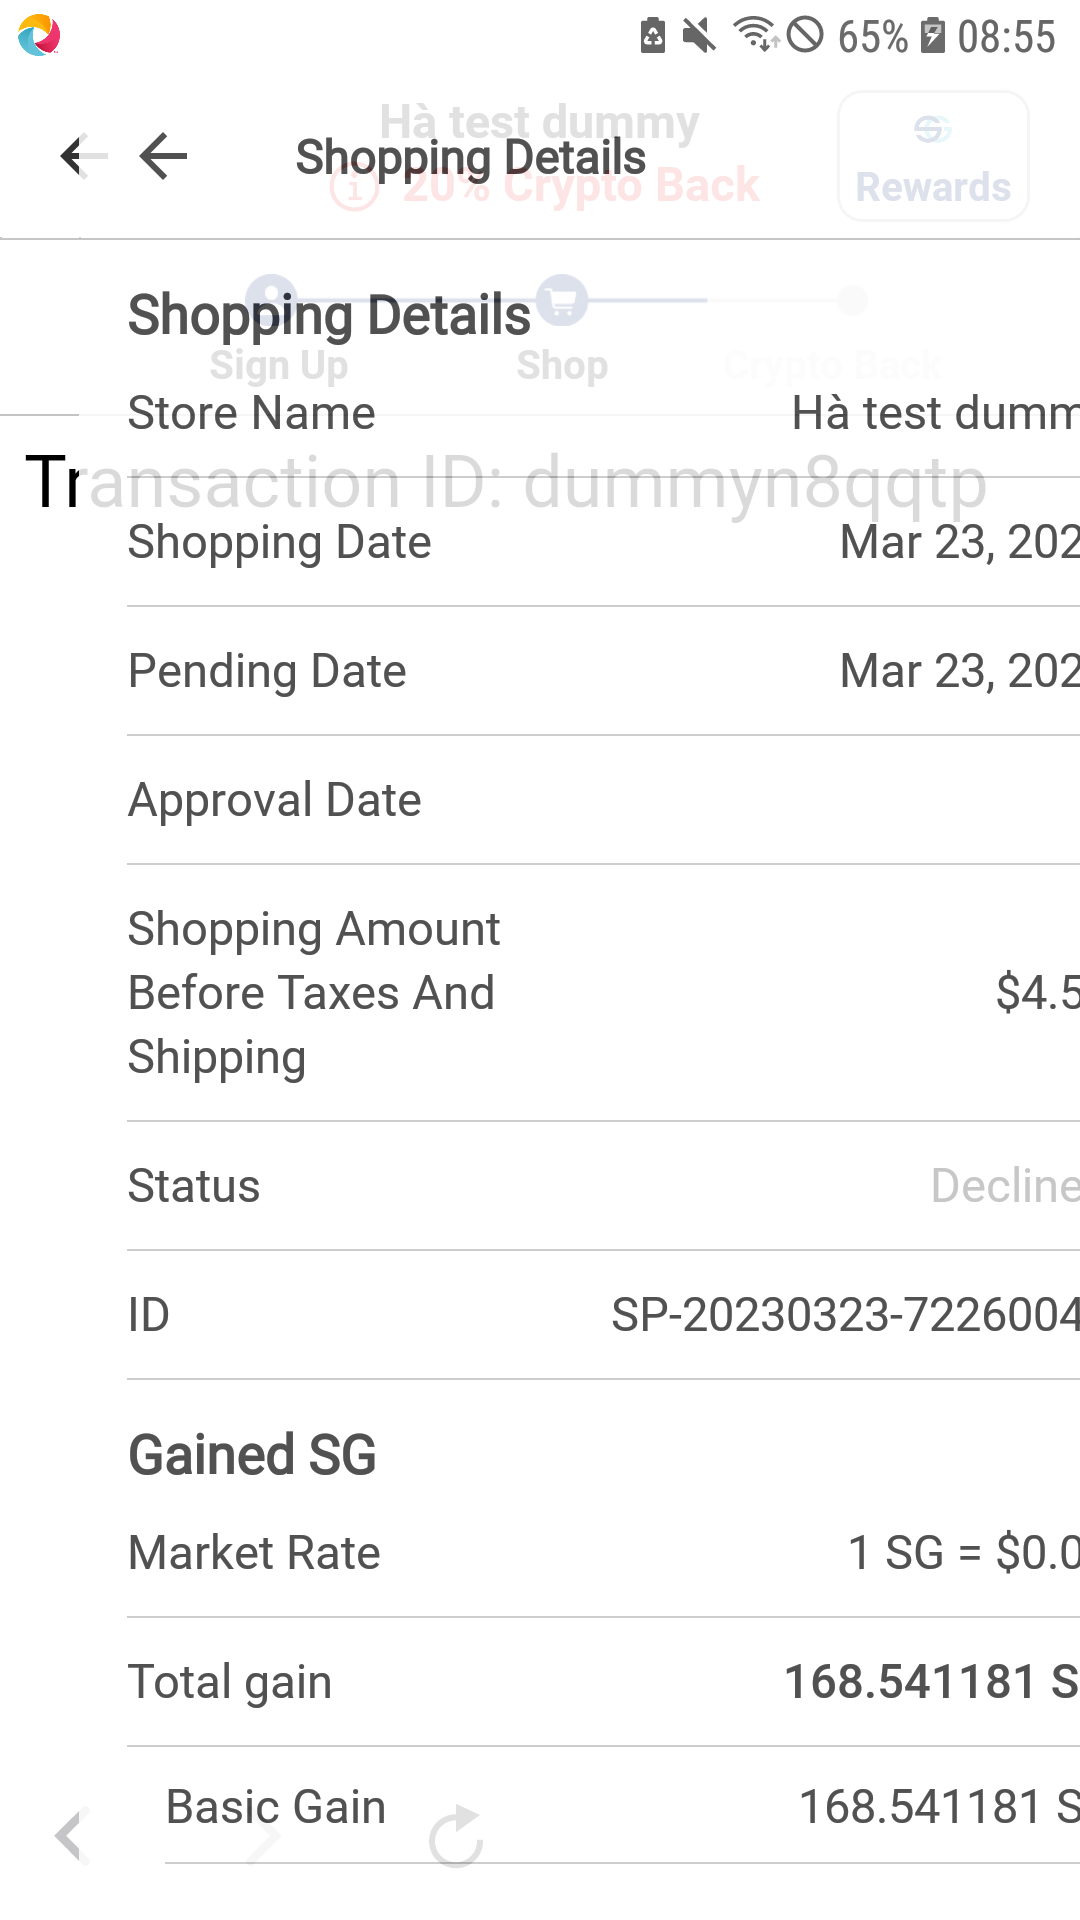 65% 08:55
Hà test dummy
Shopping Details
20% Crypto Back
Rewards
Shopping Details
Sign Up Shop Crypto Back
Store Name Hà test dumm
Transaction ID: dummyn8qqtp
Shopping Date Mar 23, 202
Pending Date Mar 23, 202
Approval Date
Shopping Amount
Before Taxes And $4.5
Shipping
Status Decline
ID SP-20230323-7226004
Gained SG
Market Rate 1 SG = $0.0
Total gain 168.541181 S
Basic Gain 168.541181 S